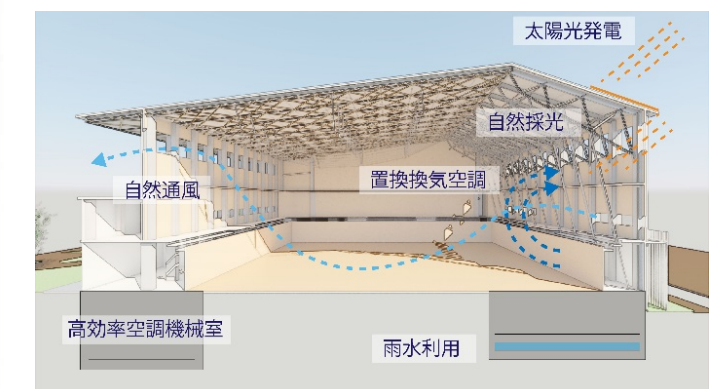 太陽光発電
自然採光
置換換気空調
自然通風
高効率空調機械室
雨水利用